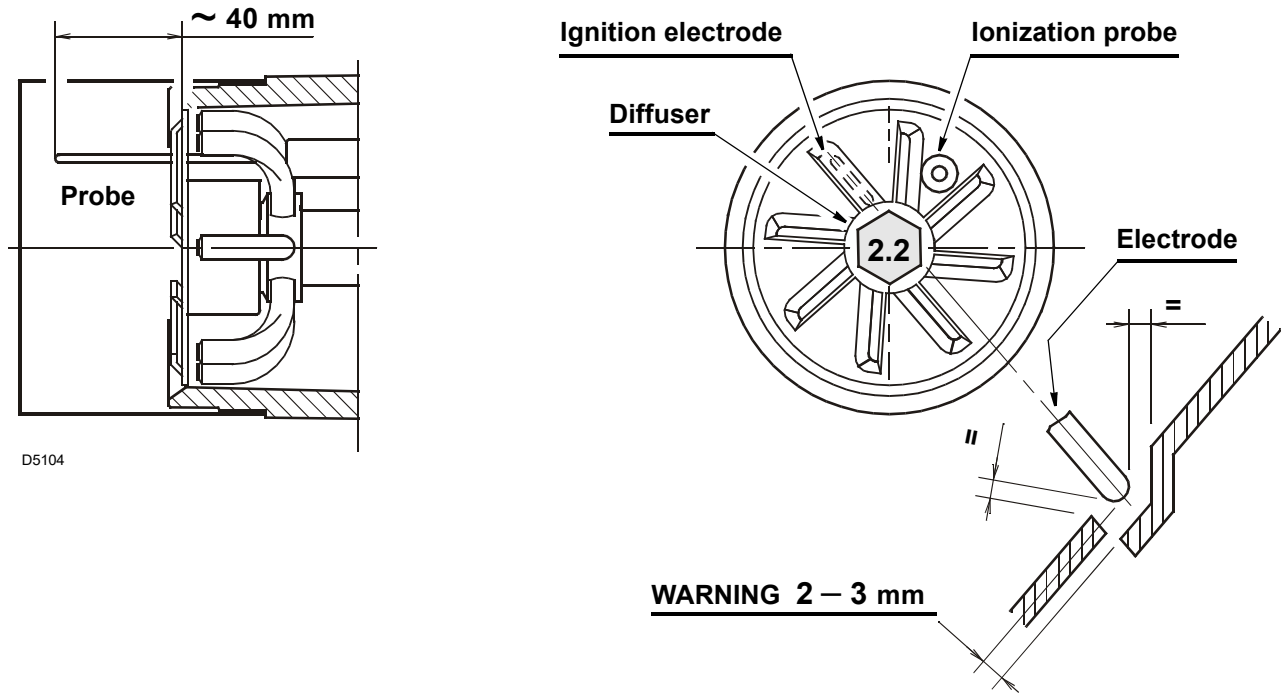 ~ 40 mm
Probe
D5104
Ignition electrode
Ionization probe
Diffuser
2.2
Electrode
=
=
WARNING 2 – 3 mm